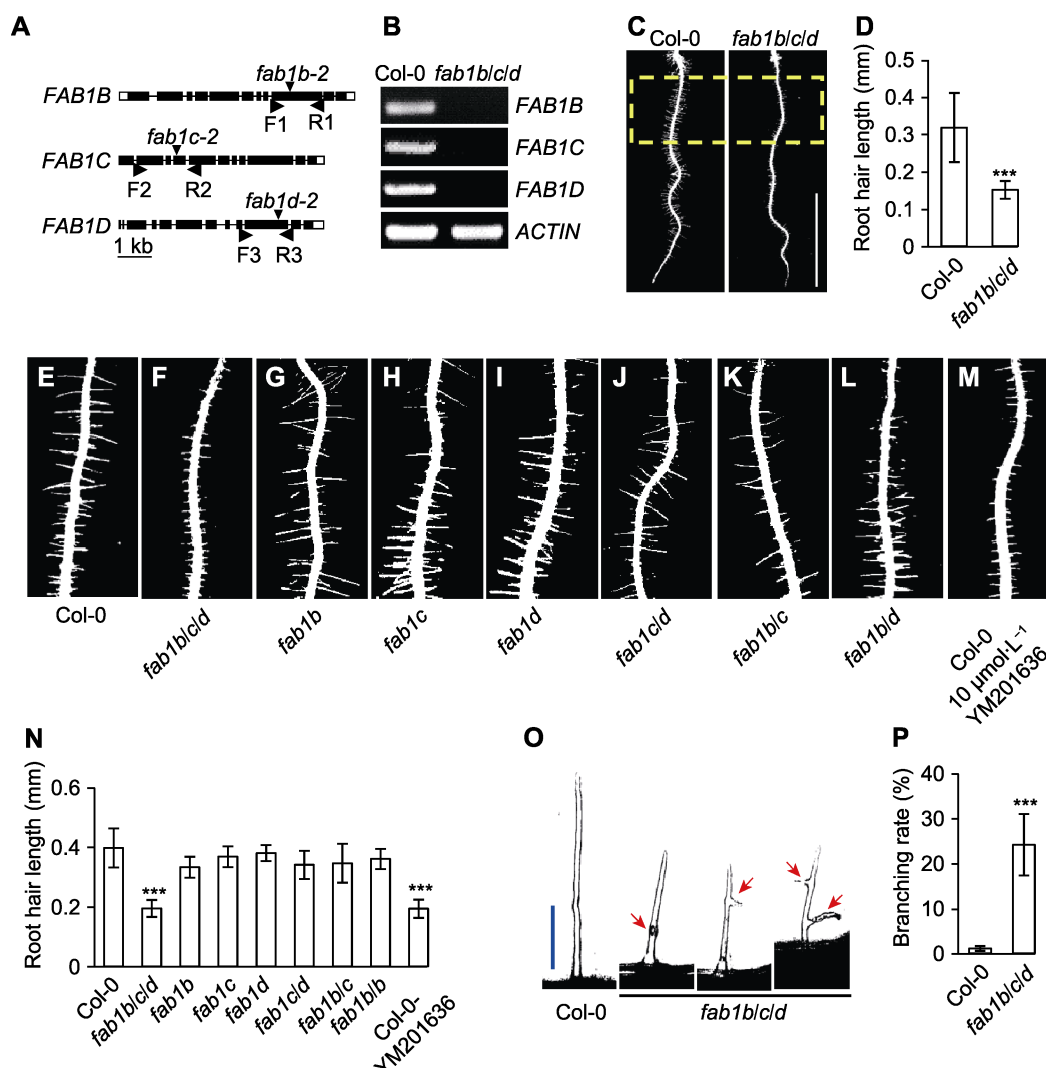 A
FAB1B
fab1b-2
F1
R1
FAB1C
fab1c-2
F2
R2
FAB1D
fab1d-2
F3
R3
1 kb
B
Col-0 fab1b/c/d
FAB1B
FAB1C
FAB1D
ACTIN
C
Col-0 fab1b/c/d
D
Root hair length (mm)
0.5
0.4
0.3
0.2
0.1
0
***
Col-0
fab1b/c/d
E
F
G
H
I
J
K
L
M
Col-0
fab1b/c/d
fab1b
fab1c
fab1d
fab1c/d
fab1b/c
fab1b/d
Col-0
10 μmol·L⁻¹
YM201636
N
Root hair length (mm)
0.6
0.4
0.2
0
***
***
Col-0
fab1b/c/d
fab1b
fab1c
fab1d
fab1c/d
fab1b/c
fab1b/b
Col-0-
YM201636
O
Col-0
fab1b/c/d
P
Branching rate (%)
40
30
20
10
0
***
Col-0
fab1b/c/d